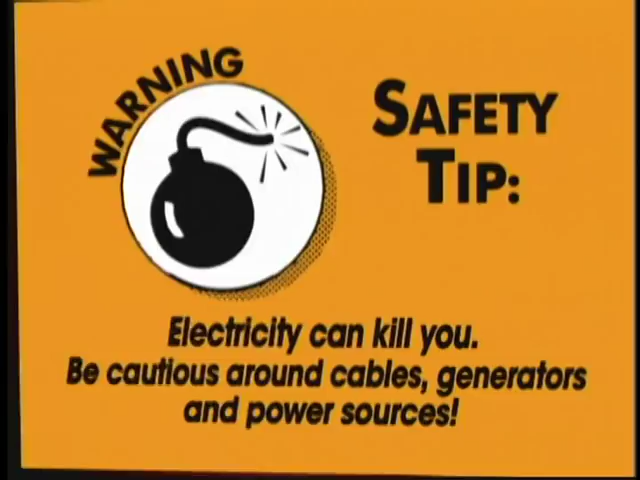 WARNING
SAFETY
TIP:
Electricity can kill you.
Be cautious around cables, generators
and power sources!